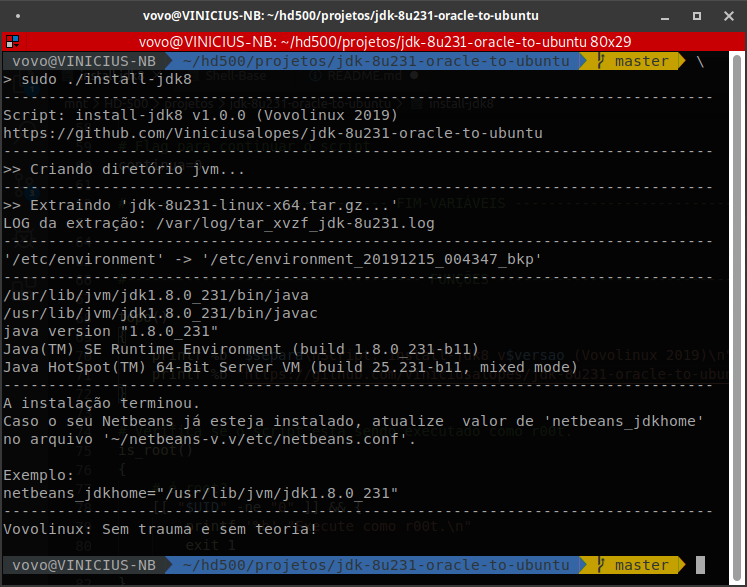 vovo@VINICIUS-NB: ~/hd500/projetos/jdk-8u231-oracle-to-ubuntu
vovo@VINICIUS-NB: ~/hd500/projetos/jdk-8u231-oracle-to-ubuntu 80x29
vovo@VINICIUS-NB ~/hd500/projetos/jdk-8u231-oracle-to-ubuntu master \
> sudo ./install-jdk8
--------------------------------------------------------------------------------
Script: install-jdk8 v1.0.0 (Vovolinux 2019)
https://github.com/Viniciusalopes/jdk-8u231-oracle-to-ubuntu
--------------------------------------------------------------------------------
>> Criando diretório jvm...
--------------------------------------------------------------------------------
>> Extraindo 'jdk-8u231-linux-x64.tar.gz...'
LOG da extração: /var/log/tar_xvzf_jdk-8u231.log
--------------------------------------------------------------------------------
'/etc/environment' -> '/etc/environment_20191215_004347_bkp'
--------------------------------------------------------------------------------
/usr/lib/jvm/jdk1.8.0_231/bin/java
/usr/lib/jvm/jdk1.8.0_231/bin/javac
java version "1.8.0_231"
Java(TM) SE Runtime Environment (build 1.8.0_231-b11)
Java HotSpot(TM) 64-Bit Server VM (build 25.231-b11, mixed mode)
--------------------------------------------------------------------------------
A instalação terminou.
Caso o seu Netbeans já esteja instalado, atualize  valor de 'netbeans_jdkhome'
no arquivo '~/netbeans-v.v/etc/netbeans.conf'.
Exemplo:
netbeans_jdkhome="/usr/lib/jvm/jdk1.8.0_231"
--------------------------------------------------------------------------------
Vovolinux: Sem trauma e sem teoria!
vovo@VINICIUS-NB ~/hd500/projetos/jdk-8u231-oracle-to-ubuntu master